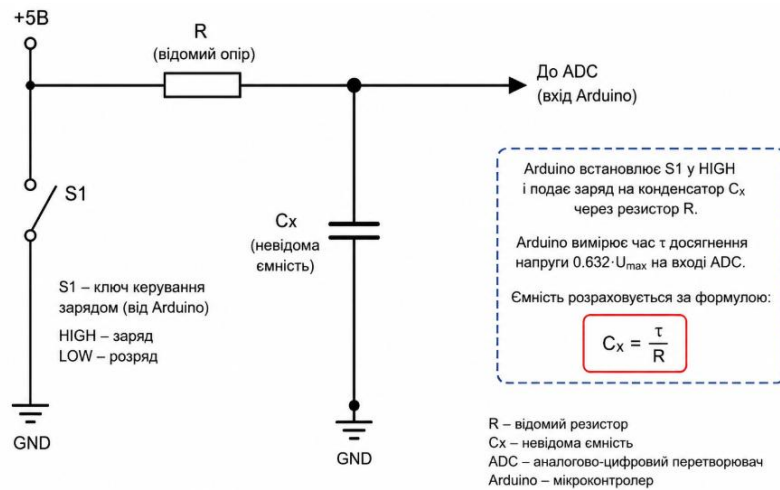 +5В
R
(відомий опір)
До ADC
(вхід Arduino)
S1
Cx
(невідома
ємність)
S1 – ключ керування
зарядом (від Arduino)
HIGH – заряд
LOW – розряд
GND
GND
Arduino встановлює S1 у HIGH
і подає заряд на конденсатор Cx
через резистор R.
Arduino вимірює час τ досягнення
напруги 0.632·Umax на вході ADC.
Ємність розраховується за формулою:
Cx = τ / R
R – відомий резистор
Cx – невідома ємність
ADC – аналогово-цифровий перетворювач
Arduino – мікроконтролер